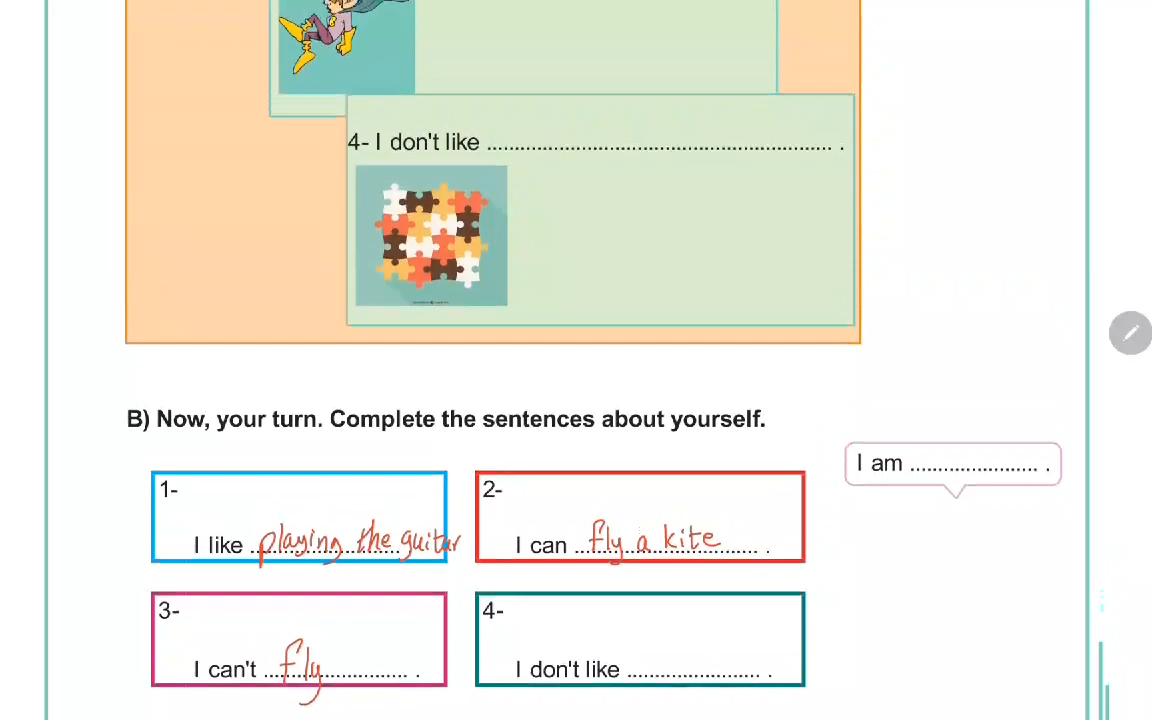 4- I don't like ............................................................. .
B) Now, your turn. Complete the sentences about yourself.
I am ....................... .
1-
I like playing the guitar
2-
I can fly a kite .
3-
I can't fly .
4-
I don't like ........................ .